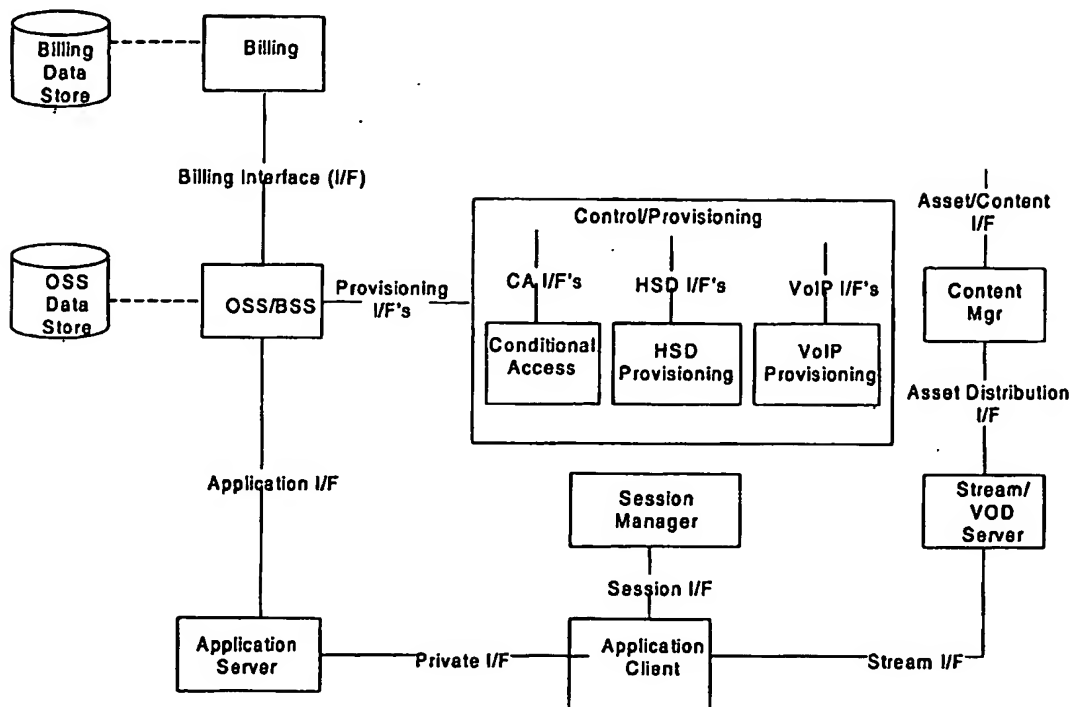 Billing
Data
Store
Billing
Billing Interface (I/F)
OSS
Data
Store
OSS/BSS
Provisioning
I/F's
Control/Provisioning
CA I/F's
HSD I/F's
VoIP I/F's
Conditional
Access
HSD
Provisioning
VoIP
Provisioning
Asset/Content
I/F
Content
Mgr
Asset Distribution
I/F
Stream/
VOD
Server
Application I/F
Session
Manager
Session I/F
Application
Server
Private I/F
Application
Client
Stream I/F